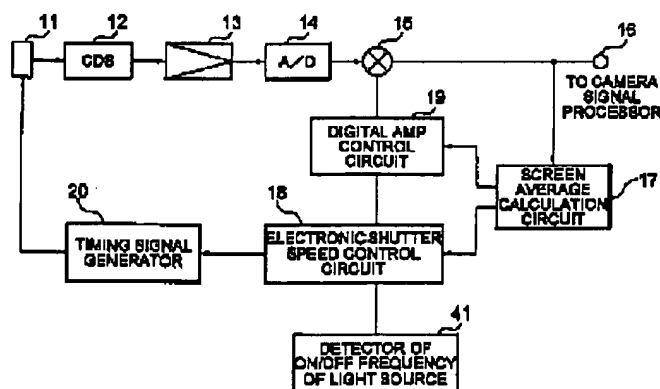 11
12
13
14
15
16
CDS
A/D
TO CAMERA
SIGNAL
PROCESSOR
19
DIGITAL AMP
CONTROL
CIRCUIT
SCREEN
AVERAGE
CALCULATION
CIRCUIT
17
20
18
TIMING SIGNAL
GENERATOR
ELECTRONIC SHUTTER
SPEED CONTROL
CIRCUIT
41
DETECTOR OF
ON/OFF FREQUENCY
OF LIGHT SOURCE